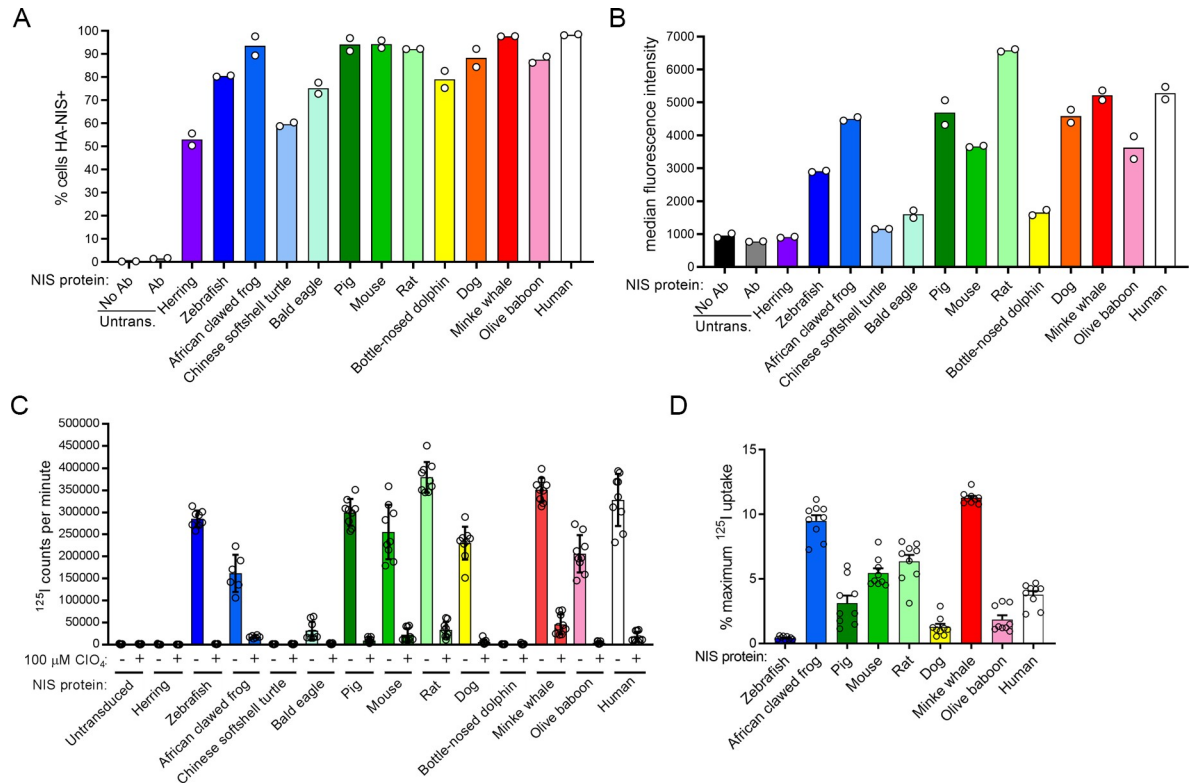 A
% cells HA-NIS+
100
90
80
70
60
50
40
30
20
10
0
NIS protein:
No Ab
Ab
Untrans.
Herring
Zebrafish
African clawed frog
Chinese softshell turtle
Bald eagle
Pig
Mouse
Rat
Bottle-nosed dolphin
Dog
Minke whale
Olive baboon
Human
B
median fluorescence intensity
7000
6000
5000
4000
3000
2000
1000
0
NIS protein:
No Ab
Ab
Untrans.
Herring
Zebrafish
African clawed frog
Chinese softshell turtle
Bald eagle
Pig
Mouse
Rat
Bottle-nosed dolphin
Dog
Minke whale
Olive baboon
Human
C
¹²⁵I counts per minute
500000
450000
400000
350000
300000
250000
200000
150000
100000
50000
0
100 μM ClO₄: - + - + - + - + - + - + - + - + - + - + - + - + - + - +
NIS protein:
Untransduced
Herring
Zebrafish
African clawed frog
Chinese softshell turtle
Bald eagle
Pig
Mouse
Rat
Dog
Bottle-nosed dolphin
Minke whale
Olive baboon
Human
D
% maximum ¹²⁵I uptake
15
10
5
0
NIS protein:
Zebrafish
African clawed frog
Pig
Mouse
Rat
Dog
Minke whale
Olive baboon
Human